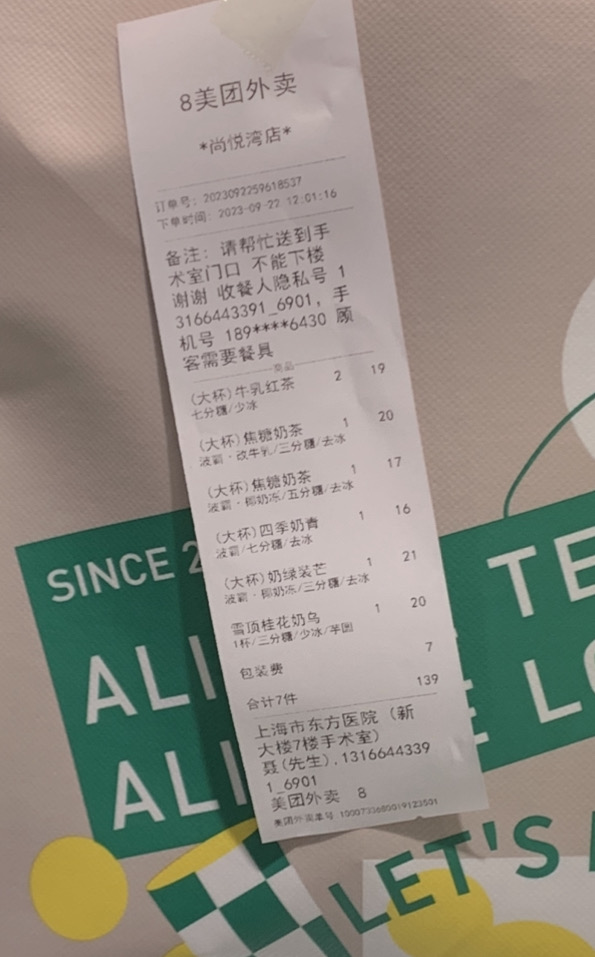 8美团外卖
*尚悦湾店*
订单号: 2023092259618537
下单时间: 2023-09-22 12:01:16
备注: 请帮忙送到手
术室门口 不能下楼
谢谢 收餐人隐私号 1
3166443391_6901, 手
机号 189****6430 顾
客需要餐具
商品
(大杯)牛乳红茶 2 19
七分糖/少冰
(大杯)焦糖奶茶 1 20
波霸·改牛乳/三分糖/去冰
(大杯)焦糖奶茶 1 17
波霸·椰奶冻/五分糖/去冰
(大杯)四季奶青 1 16
波霸/七分糖/去冰
(大杯)奶绿装芒 1 21
波霸·椰奶冻/三分糖/去冰
雪顶桂花奶乌 1 20
1杯/三分糖/少冰/芋圆
包装费 7
合计7件 139
上海市东方医院 (新
大楼7楼手术室)
聂(先生),1316644339
1_6901
美团外卖 8
美团外卖单号
SINCE 2
TE
ALI
LO
ALI
LET'S